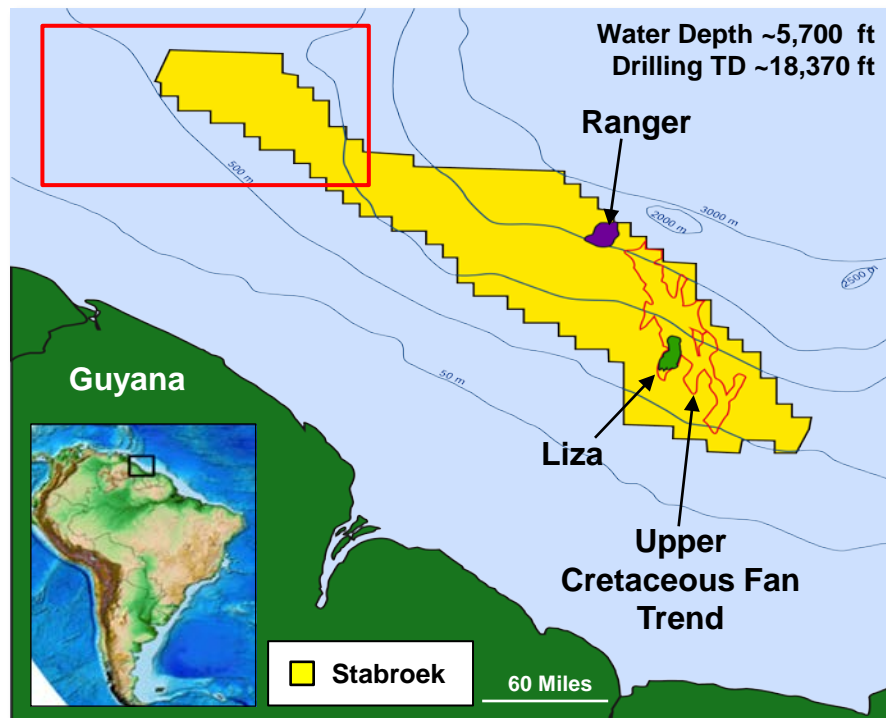 Water Depth ~5,700 ft
Drilling TD ~18,370 ft
Ranger
500 m
3000 m
2000 m
2500 m
50 m
Guyana
Liza
Upper
Cretaceous Fan
Trend
Stabroek
60 Miles